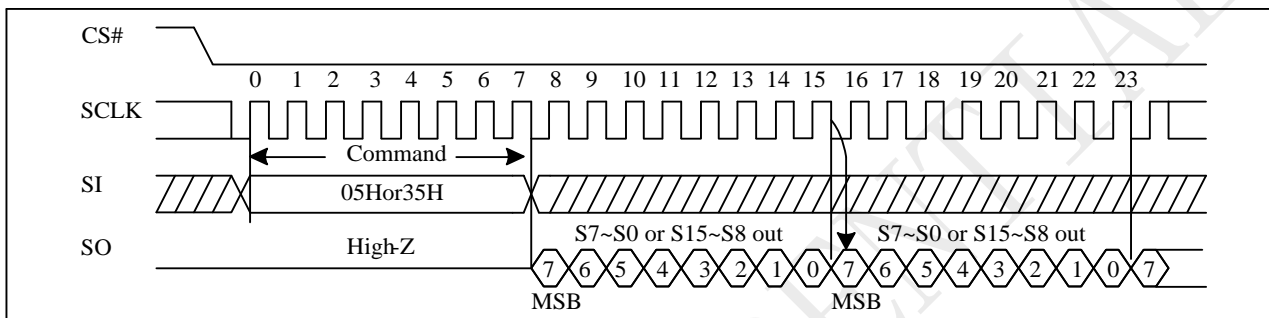 CS#
0 1 2 3 4 5 6 7 8 9 10 11 12 13 14 15 16 17 18 19 20 21 22 23
SCLK
Command
SI
05Hor35H
SO
High-Z
S7~S0 or S15~S8 out
S7~S0 or S15~S8 out
7 6 5 4 3 2 1 0 7 6 5 4 3 2 1 0 7
MSB
MSB